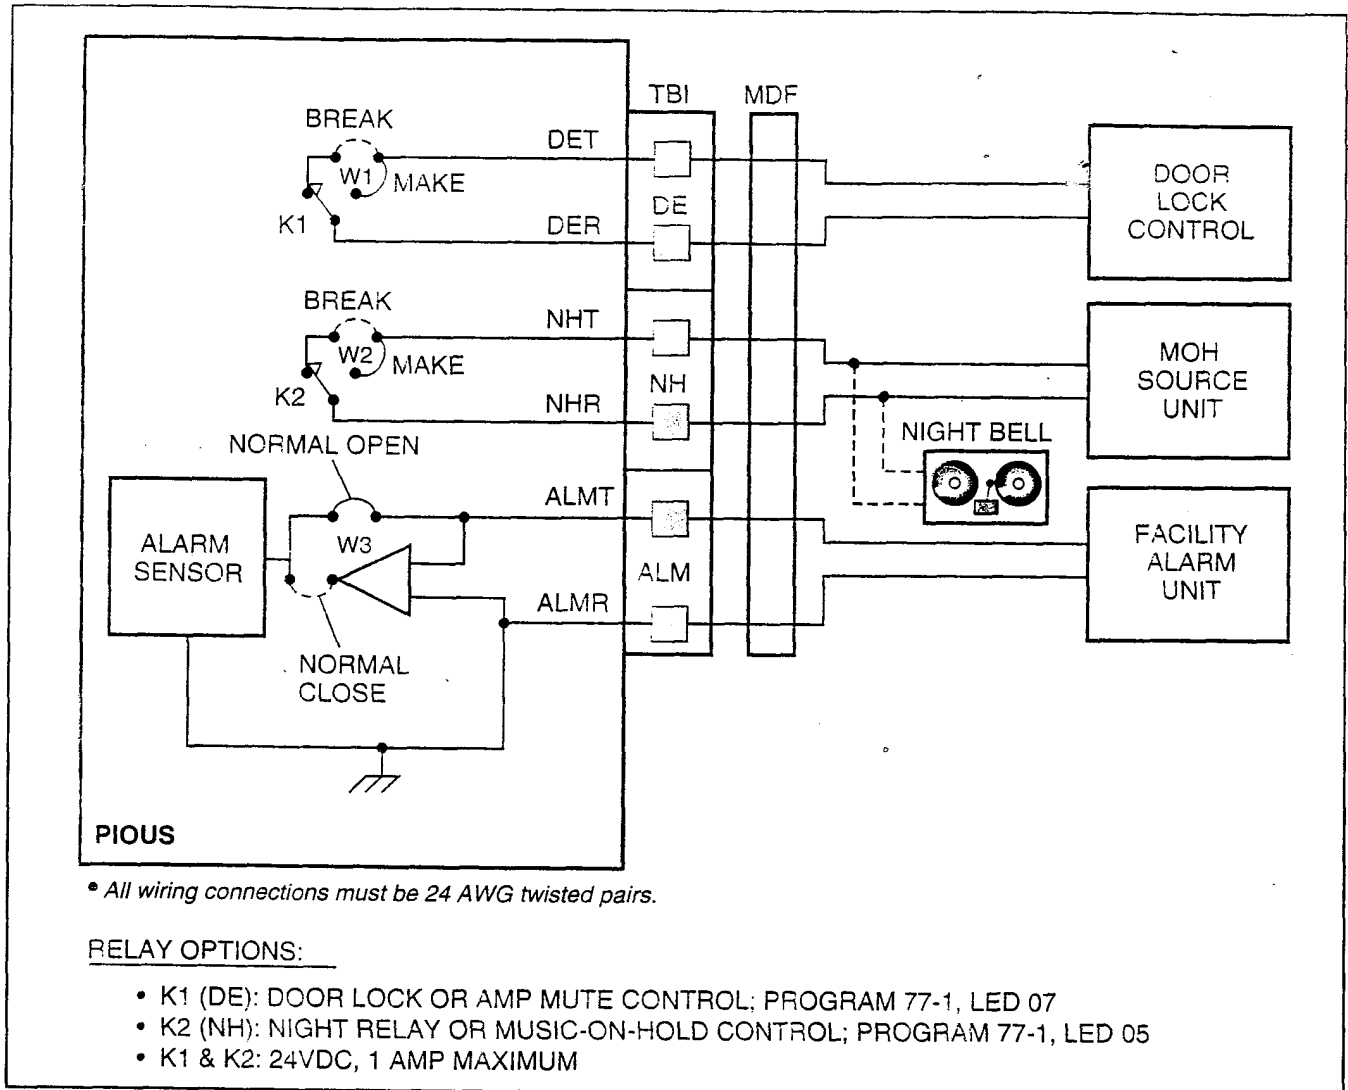 TBI
MDF
BREAK
W1
MAKE
K1
DET
DE
DER
DOOR
LOCK
CONTROL
BREAK
W2
MAKE
K2
NHT
NH
NHR
MOH
SOURCE
UNIT
NIGHT BELL
NORMAL OPEN
ALARM
SENSOR
W3
ALMT
ALM
ALMR
FACILITY
ALARM
UNIT
NORMAL
CLOSE
PIOUS
• All wiring connections must be 24 AWG twisted pairs.
RELAY OPTIONS:
• K1 (DE): DOOR LOCK OR AMP MUTE CONTROL; PROGRAM 77-1, LED 07
• K2 (NH): NIGHT RELAY OR MUSIC-ON-HOLD CONTROL; PROGRAM 77-1, LED 05
• K1 & K2: 24VDC, 1 AMP MAXIMUM